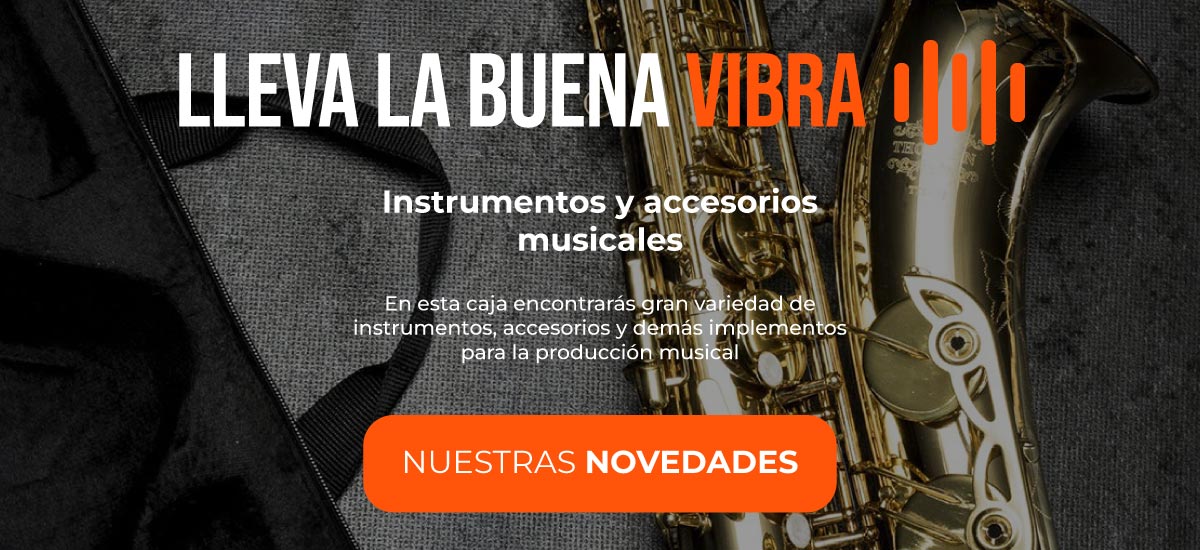 LLEVA LA BUENA VIBRA
Instrumentos y accesorios
musicales
En esta caja encontrarás gran variedad de
instrumentos, accesorios y demás implementos
para la producción musical
NUESTRAS NOVEDADES